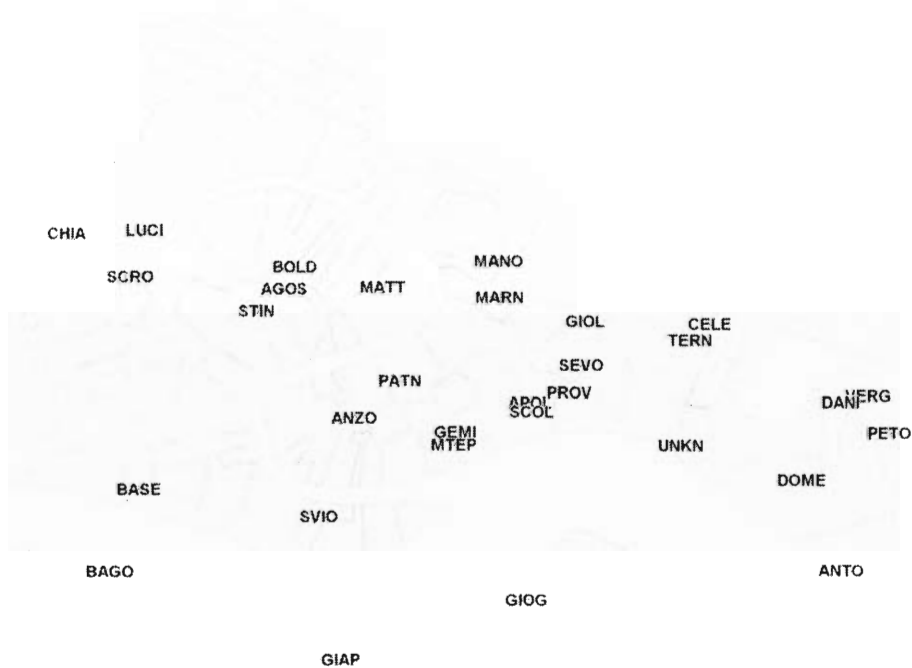 CHIA
LUCI
MANO
BOLD
SCRO
MATT
AGOS
MARN
STIN
GIOL
CELE
TERN
SEVO
PATN
PROV
VERG
APOL
DANI
SCOL
ANZO
GEMI
PETO
MTEP
UNKN
DOME
BASE
SVIO
BAGO
ANTO
GIOG
GIAP